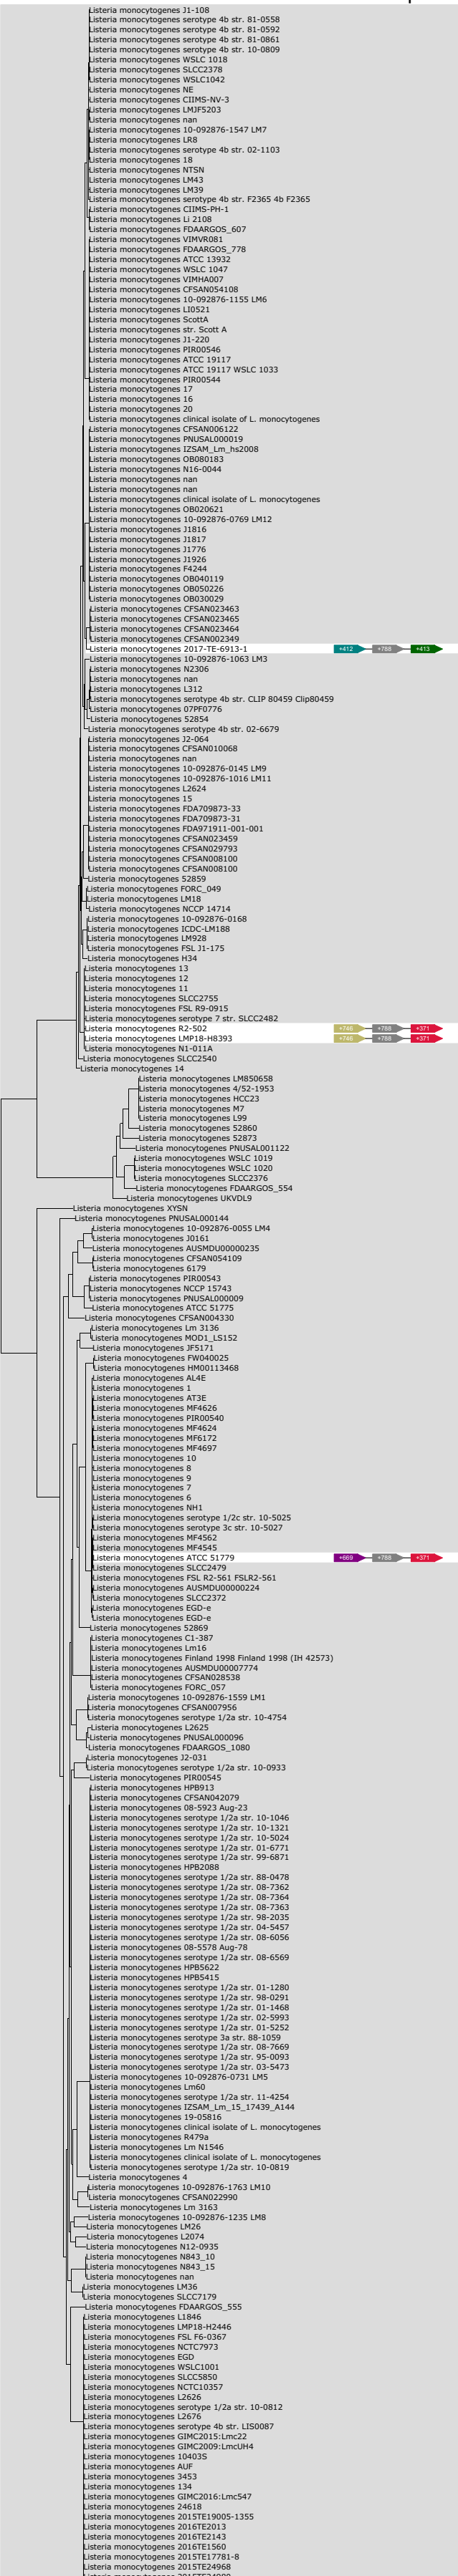 Listeria monocytogenes J1-108
Listeria monocytogenes serotype 4b str. 81-0558
Listeria monocytogenes serotype 4b str. 81-0592
Listeria monocytogenes serotype 4b str. 81-0861
Listeria monocytogenes serotype 4b str. 10-0809
Listeria monocytogenes WSLC 1018
Listeria monocytogenes SLCC2378
Listeria monocytogenes WSLC1042
Listeria monocytogenes NE
Listeria monocytogenes CIIMS-NV-3
Listeria monocytogenes LMJF5203
Listeria monocytogenes nan
Listeria monocytogenes 10-092876-1547 LM7
Listeria monocytogenes LR8
Listeria monocytogenes serotype 4b str. 02-1103
Listeria monocytogenes 18
Listeria monocytogenes NTSN
Listeria monocytogenes LM43
Listeria monocytogenes LM39
Listeria monocytogenes serotype 4b str. F2365 4b F2365
Listeria monocytogenes CIIMS-PH-1
Listeria monocytogenes Li 2108
Listeria monocytogenes FDAARGOS_607
Listeria monocytogenes VIMVR081
Listeria monocytogenes FDAARGOS_778
Listeria monocytogenes ATCC 13932
Listeria monocytogenes WSLC 1047
Listeria monocytogenes VIMHA007
Listeria monocytogenes CFSAN054108
Listeria monocytogenes 10-092876-1155 LM6
Listeria monocytogenes LI0521
Listeria monocytogenes ScottA
Listeria monocytogenes str. Scott A
Listeria monocytogenes J1-220
Listeria monocytogenes PIR00546
Listeria monocytogenes ATCC 19117
Listeria monocytogenes ATCC 19117 WSLC 1033
Listeria monocytogenes PIR00544
Listeria monocytogenes 17
Listeria monocytogenes 16
Listeria monocytogenes 20
Listeria monocytogenes clinical isolate of L. monocytogenes
Listeria monocytogenes CFSAN006122
Listeria monocytogenes PNUSAL000019
Listeria monocytogenes IZSAM_Lm_hs2008
Listeria monocytogenes OB080183
Listeria monocytogenes N16-0044
Listeria monocytogenes nan
Listeria monocytogenes nan
Listeria monocytogenes clinical isolate of L. monocytogenes
Listeria monocytogenes OB020621
Listeria monocytogenes 10-092876-0769 LM12
Listeria monocytogenes J1816
Listeria monocytogenes J1817
Listeria monocytogenes J1776
Listeria monocytogenes J1926
Listeria monocytogenes F4244
Listeria monocytogenes OB040119
Listeria monocytogenes OB050226
Listeria monocytogenes OB030029
Listeria monocytogenes CFSAN023463
Listeria monocytogenes CFSAN023465
Listeria monocytogenes CFSAN023464
Listeria monocytogenes CFSAN002349
Listeria monocytogenes 2017-TE-6913-1 +412 +788 +413
Listeria monocytogenes 10-092876-1063 LM3
Listeria monocytogenes N2306
Listeria monocytogenes nan
Listeria monocytogenes L312
Listeria monocytogenes serotype 4b str. CLIP 80459 Clip80459
Listeria monocytogenes 07PF0776
Listeria monocytogenes 52854
Listeria monocytogenes serotype 4b str. 02-6679
Listeria monocytogenes J2-064
Listeria monocytogenes CFSAN010068
Listeria monocytogenes nan
Listeria monocytogenes 10-092876-0145 LM9
Listeria monocytogenes 10-092876-1016 LM11
Listeria monocytogenes L2624
Listeria monocytogenes 15
Listeria monocytogenes FDA709873-33
Listeria monocytogenes FDA709873-31
Listeria monocytogenes FDA971911-001-001
Listeria monocytogenes CFSAN023459
Listeria monocytogenes CFSAN029793
Listeria monocytogenes CFSAN008100
Listeria monocytogenes CFSAN008100
Listeria monocytogenes 52859
Listeria monocytogenes FORC_049
Listeria monocytogenes LM18
Listeria monocytogenes NCCP 14714
Listeria monocytogenes 10-092876-0168
Listeria monocytogenes ICDC-LM188
Listeria monocytogenes LM928
Listeria monocytogenes FSL J1-175
Listeria monocytogenes H34
Listeria monocytogenes 13
Listeria monocytogenes 12
Listeria monocytogenes 11
Listeria monocytogenes SLCC2755
Listeria monocytogenes FSL R9-0915
Listeria monocytogenes serotype 7 str. SLCC2482
Listeria monocytogenes R2-502 +746 +788 +371
Listeria monocytogenes LMP18-H8393 +746 +788 +371
Listeria monocytogenes N1-011A
Listeria monocytogenes SLCC2540
Listeria monocytogenes 14
Listeria monocytogenes LM850658
Listeria monocytogenes 4/52-1953
Listeria monocytogenes HCC23
Listeria monocytogenes M7
Listeria monocytogenes L99
Listeria monocytogenes 52860
Listeria monocytogenes 52873
Listeria monocytogenes PNUSAL001122
Listeria monocytogenes WSLC 1019
Listeria monocytogenes WSLC 1020
Listeria monocytogenes SLCC2376
Listeria monocytogenes FDAARGOS_554
Listeria monocytogenes UKVDL9
Listeria monocytogenes XYSN
Listeria monocytogenes PNUSAL000144
Listeria monocytogenes 10-092876-0055 LM4
Listeria monocytogenes J0161
Listeria monocytogenes AUSMDU00000235
Listeria monocytogenes CFSAN054109
Listeria monocytogenes 6179
Listeria monocytogenes PIR00543
Listeria monocytogenes NCCP 15743
Listeria monocytogenes PNUSAL000009
Listeria monocytogenes ATCC 51775
Listeria monocytogenes CFSAN004330
Listeria monocytogenes Lm 3136
Listeria monocytogenes MOD1_LS152
Listeria monocytogenes JF5171
Listeria monocytogenes FW040025
Listeria monocytogenes HM00113468
Listeria monocytogenes AL4E
Listeria monocytogenes 1
Listeria monocytogenes AT3E
Listeria monocytogenes MF4626
Listeria monocytogenes PIR00540
Listeria monocytogenes MF4624
Listeria monocytogenes MF6172
Listeria monocytogenes MF4697
Listeria monocytogenes 10
Listeria monocytogenes 8
Listeria monocytogenes 9
Listeria monocytogenes 7
Listeria monocytogenes 6
Listeria monocytogenes NH1
Listeria monocytogenes serotype 1/2c str. 10-5025
Listeria monocytogenes serotype 3c str. 10-5027
Listeria monocytogenes MF4562
Listeria monocytogenes MF4545
Listeria monocytogenes ATCC 51779 +669 +788 +371
Listeria monocytogenes SLCC2479
Listeria monocytogenes FSL R2-561 FSLR2-561
Listeria monocytogenes AUSMDU00000224
Listeria monocytogenes SLCC2372
Listeria monocytogenes EGD-e
Listeria monocytogenes EGD-e
Listeria monocytogenes 52869
Listeria monocytogenes C1-387
Listeria monocytogenes Lm16
Listeria monocytogenes Finland 1998 Finland 1998 (IH 42573)
Listeria monocytogenes AUSMDU00007774
Listeria monocytogenes CFSAN028538
Listeria monocytogenes FORC_057
Listeria monocytogenes 10-092876-1559 LM1
Listeria monocytogenes CFSAN007956
Listeria monocytogenes serotype 1/2a str. 10-4754
Listeria monocytogenes L2625
Listeria monocytogenes PNUSAL000096
Listeria monocytogenes FDAARGOS_1080
Listeria monocytogenes J2-031
Listeria monocytogenes serotype 1/2a str. 10-0933
Listeria monocytogenes PIR00545
Listeria monocytogenes HPB913
Listeria monocytogenes CFSAN042079
Listeria monocytogenes 08-5923 Aug-23
Listeria monocytogenes serotype 1/2a str. 10-1046
Listeria monocytogenes serotype 1/2a str. 10-1321
Listeria monocytogenes serotype 1/2a str. 10-5024
Listeria monocytogenes serotype 1/2a str. 01-6771
Listeria monocytogenes serotype 1/2a str. 99-6871
Listeria monocytogenes HPB2088
Listeria monocytogenes serotype 1/2a str. 88-0478
Listeria monocytogenes serotype 1/2a str. 08-7362
Listeria monocytogenes serotype 1/2a str. 08-7364
Listeria monocytogenes serotype 1/2a str. 08-7363
Listeria monocytogenes serotype 1/2a str. 98-2035
Listeria monocytogenes serotype 1/2a str. 04-5457
Listeria monocytogenes serotype 1/2a str. 08-6056
Listeria monocytogenes 08-5578 Aug-78
Listeria monocytogenes serotype 1/2a str. 08-6569
Listeria monocytogenes HPB5622
Listeria monocytogenes HPB5415
Listeria monocytogenes serotype 1/2a str. 01-1280
Listeria monocytogenes serotype 1/2a str. 98-0291
Listeria monocytogenes serotype 1/2a str. 01-1468
Listeria monocytogenes serotype 1/2a str. 02-5993
Listeria monocytogenes serotype 1/2a str. 01-5252
Listeria monocytogenes serotype 3a str. 88-1059
Listeria monocytogenes serotype 1/2a str. 08-7669
Listeria monocytogenes serotype 1/2a str. 95-0093
Listeria monocytogenes serotype 1/2a str. 03-5473
Listeria monocytogenes 10-092876-0731 LM5
Listeria monocytogenes Lm60
Listeria monocytogenes serotype 1/2a str. 11-4254
Listeria monocytogenes IZSAM_Lm_15_17439_A144
Listeria monocytogenes 19-05816
Listeria monocytogenes clinical isolate of L. monocytogenes
Listeria monocytogenes R479a
Listeria monocytogenes Lm N1546
Listeria monocytogenes clinical isolate of L. monocytogenes
Listeria monocytogenes serotype 1/2a str. 10-0819
Listeria monocytogenes 4
Listeria monocytogenes 10-092876-1763 LM10
Listeria monocytogenes CFSAN022990
Listeria monocytogenes Lm 3163
Listeria monocytogenes 10-092876-1235 LM8
Listeria monocytogenes LM26
Listeria monocytogenes L2074
Listeria monocytogenes N12-0935
Listeria monocytogenes N843_10
Listeria monocytogenes N843_15
Listeria monocytogenes nan
Listeria monocytogenes LM36
Listeria monocytogenes SLCC7179
Listeria monocytogenes FDAARGOS_555
Listeria monocytogenes L1846
Listeria monocytogenes LMP18-H2446
Listeria monocytogenes FSL F6-0367
Listeria monocytogenes NCTC7973
Listeria monocytogenes EGD
Listeria monocytogenes WSLC1001
Listeria monocytogenes SLCC5850
Listeria monocytogenes NCTC10357
Listeria monocytogenes L2626
Listeria monocytogenes serotype 1/2a str. 10-0812
Listeria monocytogenes L2676
Listeria monocytogenes serotype 4b str. LIS0087
Listeria monocytogenes GIMC2015:Lmc22
Listeria monocytogenes GIMC2009:LmcUH4
Listeria monocytogenes 10403S
Listeria monocytogenes AUF
Listeria monocytogenes 3453
Listeria monocytogenes 134
Listeria monocytogenes GIMC2016:Lmc547
Listeria monocytogenes 24618
Listeria monocytogenes 2015TE19005-1355
Listeria monocytogenes 2016TE2013
Listeria monocytogenes 2016TE2143
Listeria monocytogenes 2016TE1560
Listeria monocytogenes 2015TE17781-8
Listeria monocytogenes 2015TE24968